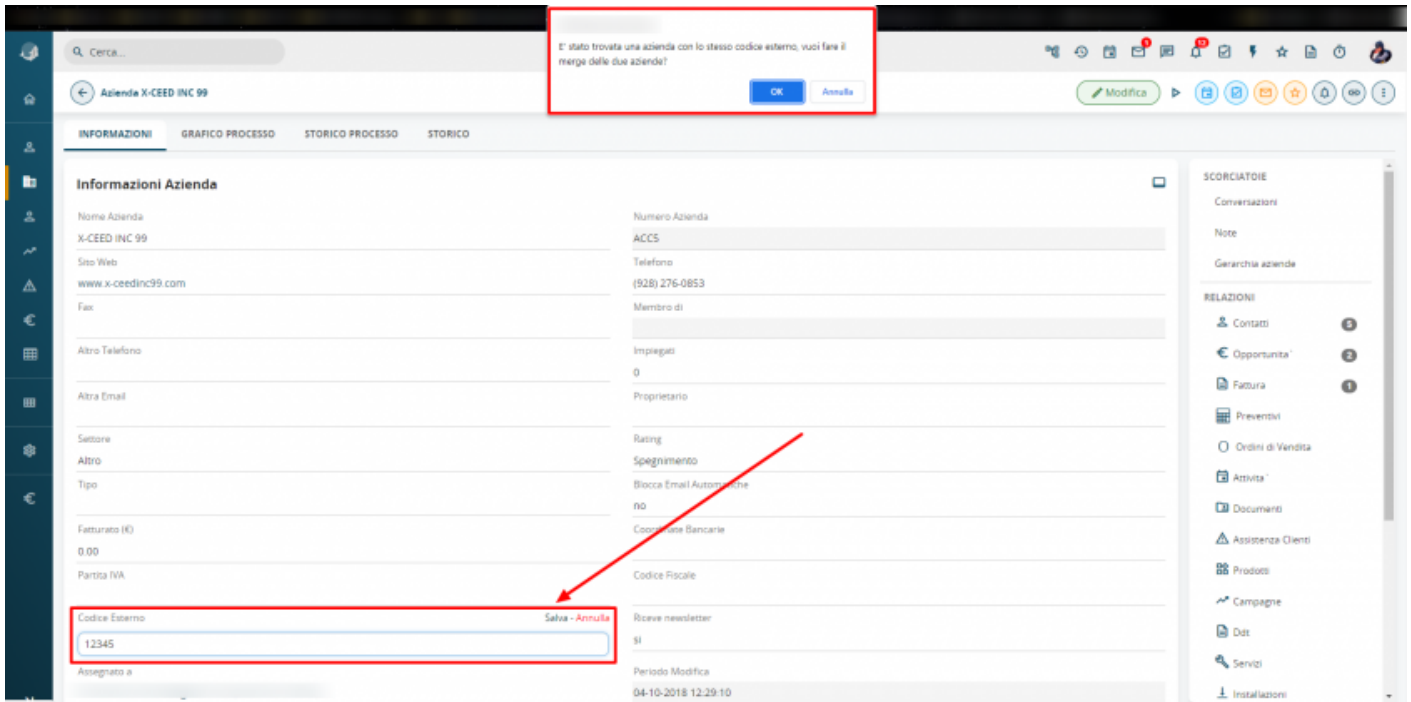 Cerca...
E' stato trovata una azienda con lo stesso codice esterno, vuoi fare il
merge delle due aziende?
OK Annulla
1 12
Azienda X-CEED INC 99
Modifica
INFORMAZIONI GRAFICO PROCESSO STORICO PROCESSO STORICO
Informazioni Azienda
Nome Azienda Numero Azienda
X-CEED INC 99 ACC5
Sito Web Telefono
www.x-ceedinc99.com (928) 276-0853
Fax Membro di
Altro Telefono Impiegati
0
Altra Email Proprietario
Settore Rating
Altro Spegnimento
Tipo Blocca Email Automatiche
no
Fatturato (€) Coordinate Bancarie
0.00
Partita IVA Codice Fiscale
Codice Esterno Salva - Annulla Riceve newsletter
12345 si
Assegnato a Periodo Modifica
04-10-2018 12:29:10
SCORCIATOIE
Conversazioni
Note
Gerarchia aziende
RELAZIONI
Contatti 5
Opportunita` 2
Fattura 1
Preventivi
Ordini di Vendita
Attivita`
Documenti
Assistenza Clienti
Prodotti
Campagne
Ddt
Servizi
Installazioni